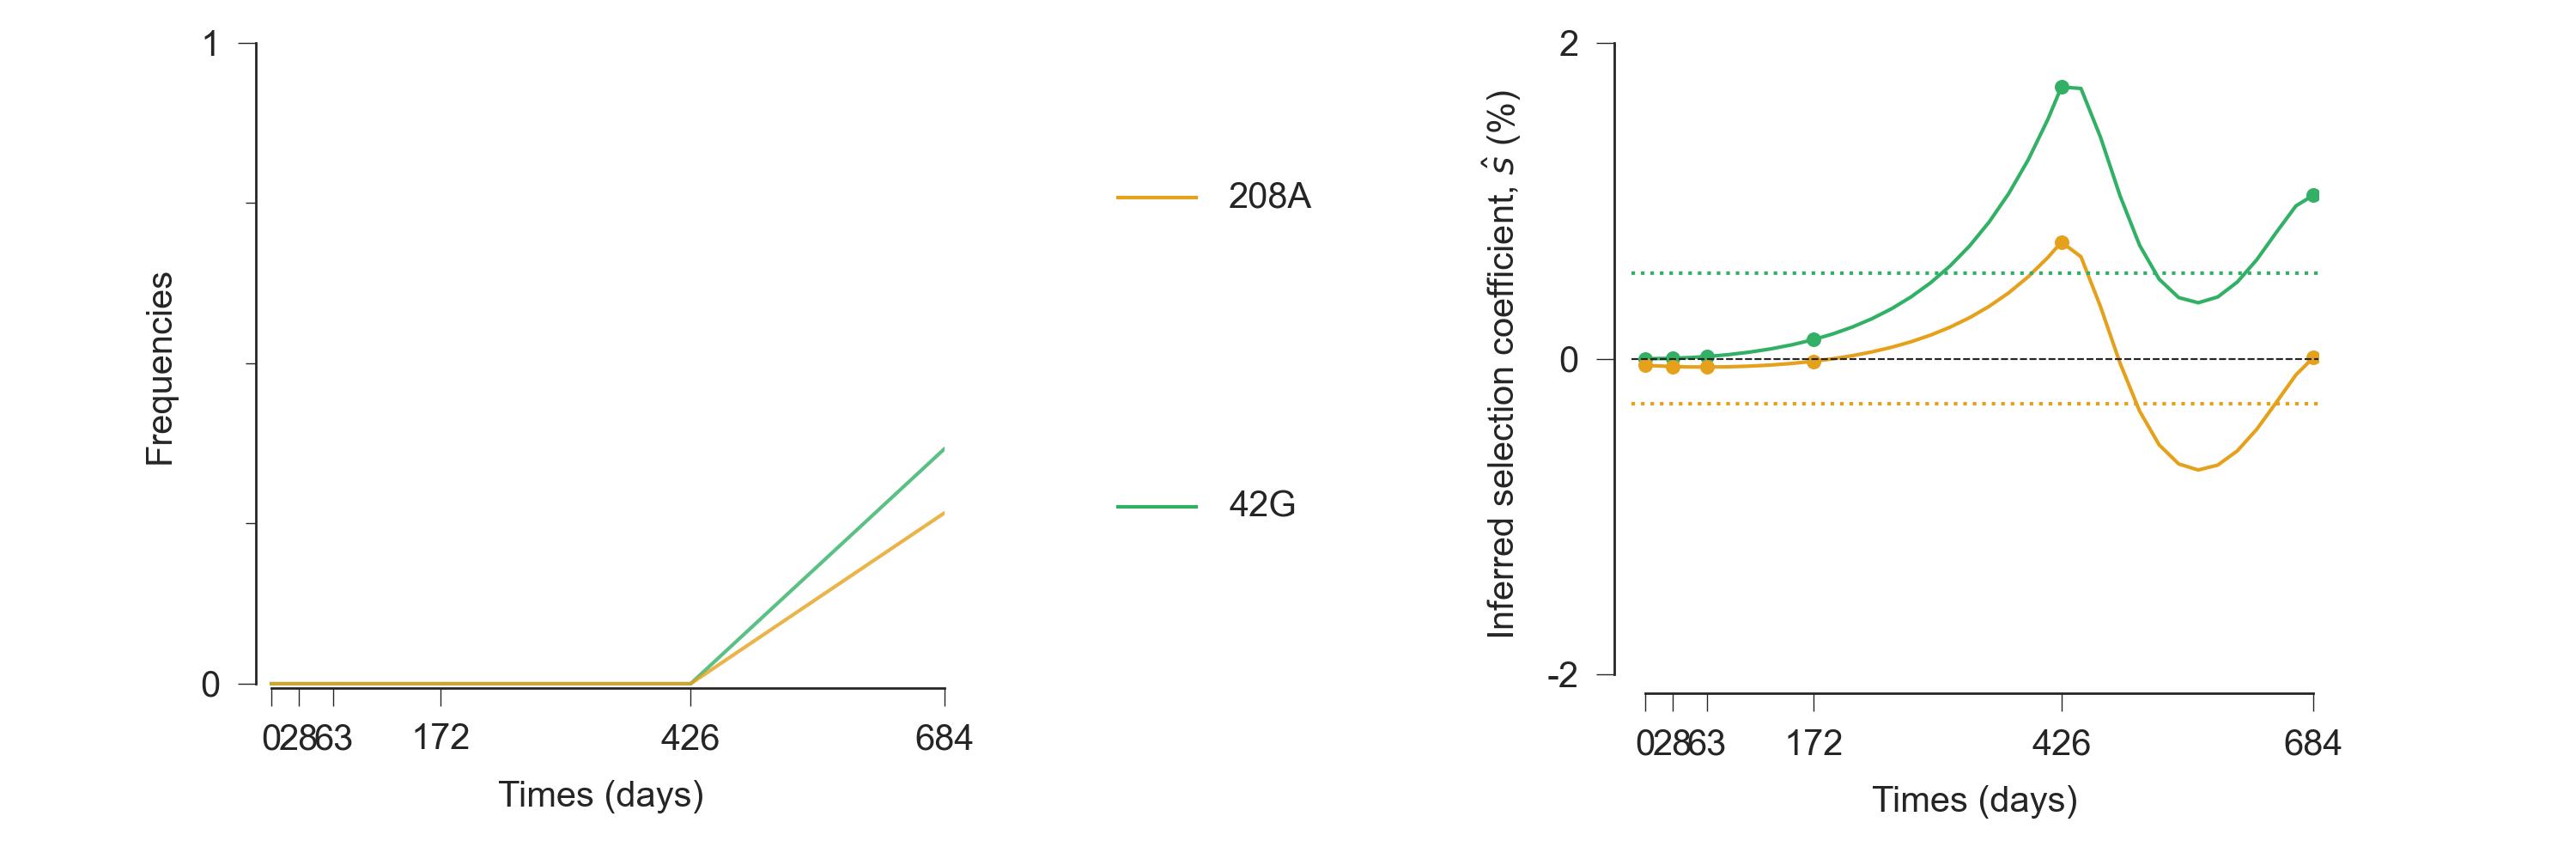 1
0
Frequencies
0 28 63 172 426 684
Times (days)
208A
42G
2
0
-2
Inferred selection coefficient, ŝ (%)
0 28 63 172 426 684
Times (days)